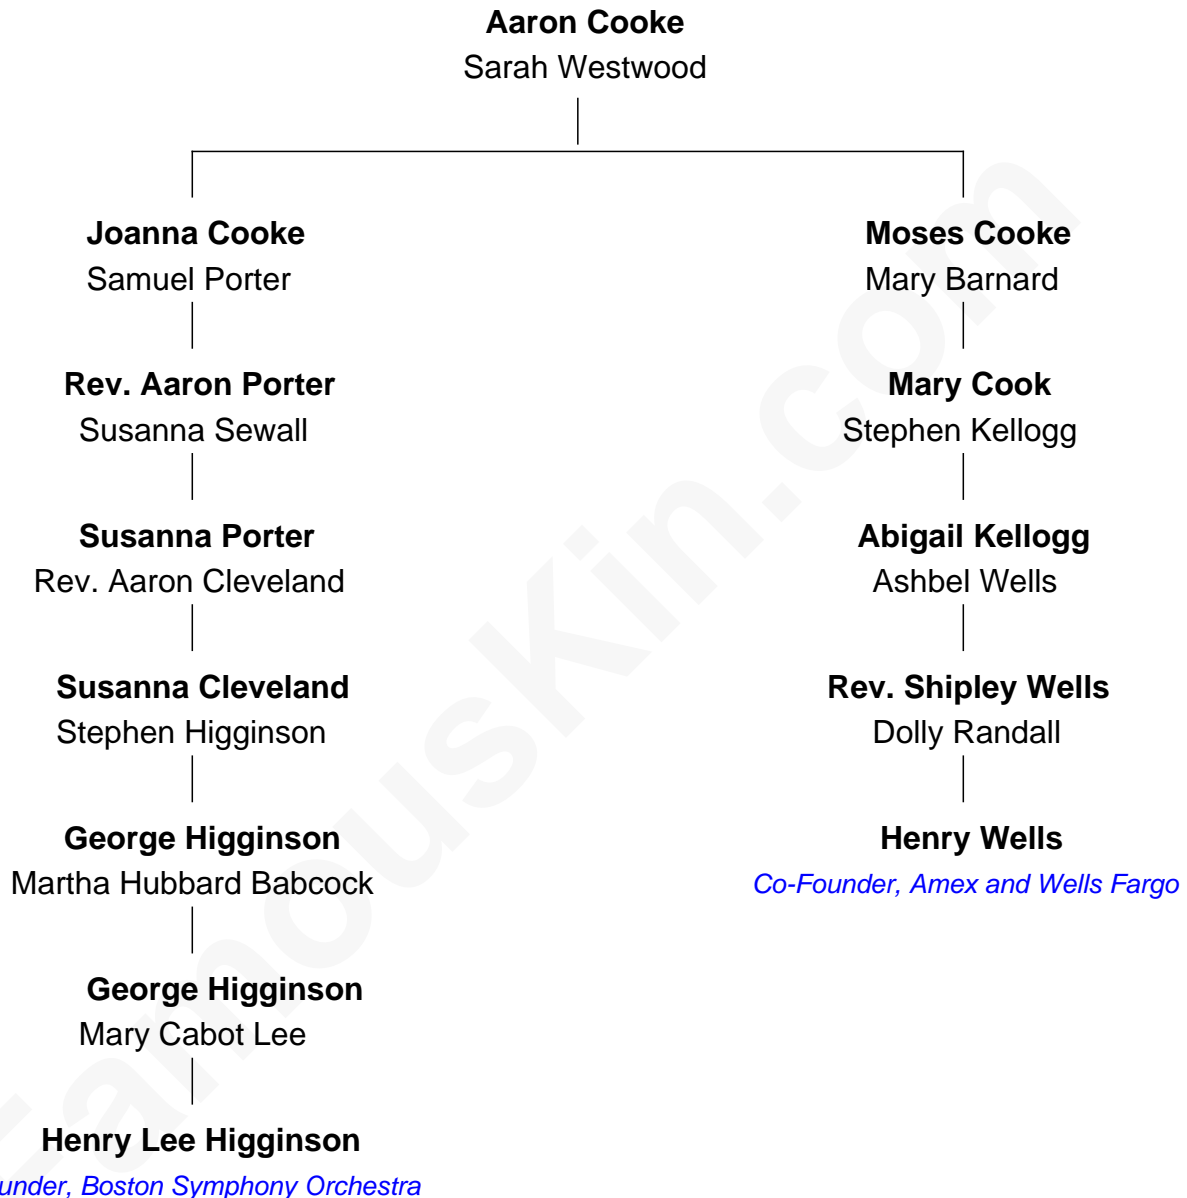 Aaron Cooke
Sarah Westwood
Joanna Cooke
Samuel Porter
Moses Cooke
Mary Barnard
Rev. Aaron Porter
Susanna Sewall
Mary Cook
Stephen Kellogg
Susanna Porter
Rev. Aaron Cleveland
Abigail Kellogg
Ashbel Wells
Susanna Cleveland
Stephen Higginson
Rev. Shipley Wells
Dolly Randall
George Higginson
Martha Hubbard Babcock
Henry Wells
Co-Founder, Amex and Wells Fargo
George Higginson
Mary Cabot Lee
Henry Lee Higginson
under, Boston Symphony Orchestra
FamousKin.com